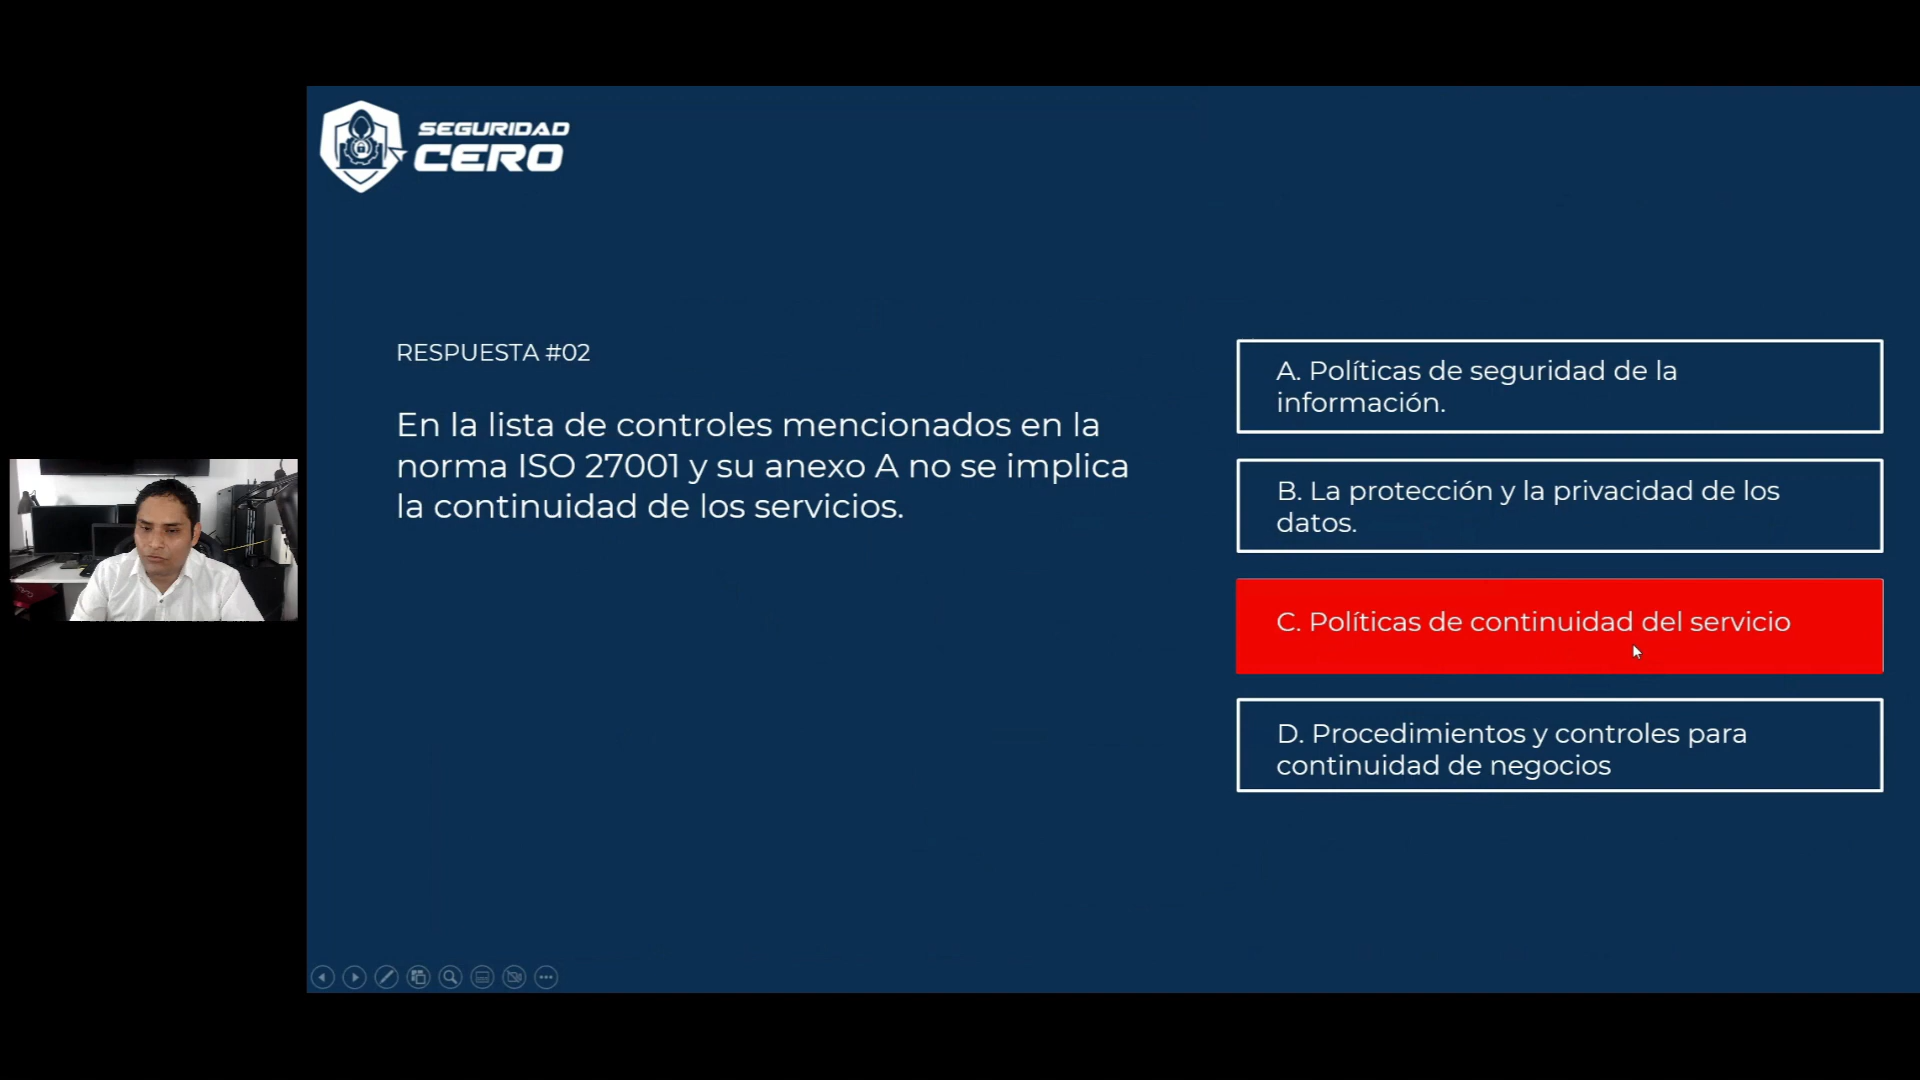 SEGURIDAD
CERO
RESPUESTA #02
En la lista de controles mencionados en la
norma ISO 27001 y su anexo A no se implica
la continuidad de los servicios.
A. Políticas de seguridad de la
información.
B. La protección y la privacidad de los
datos.
C. Políticas de continuidad del servicio
D. Procedimientos y controles para
continuidad de negocios